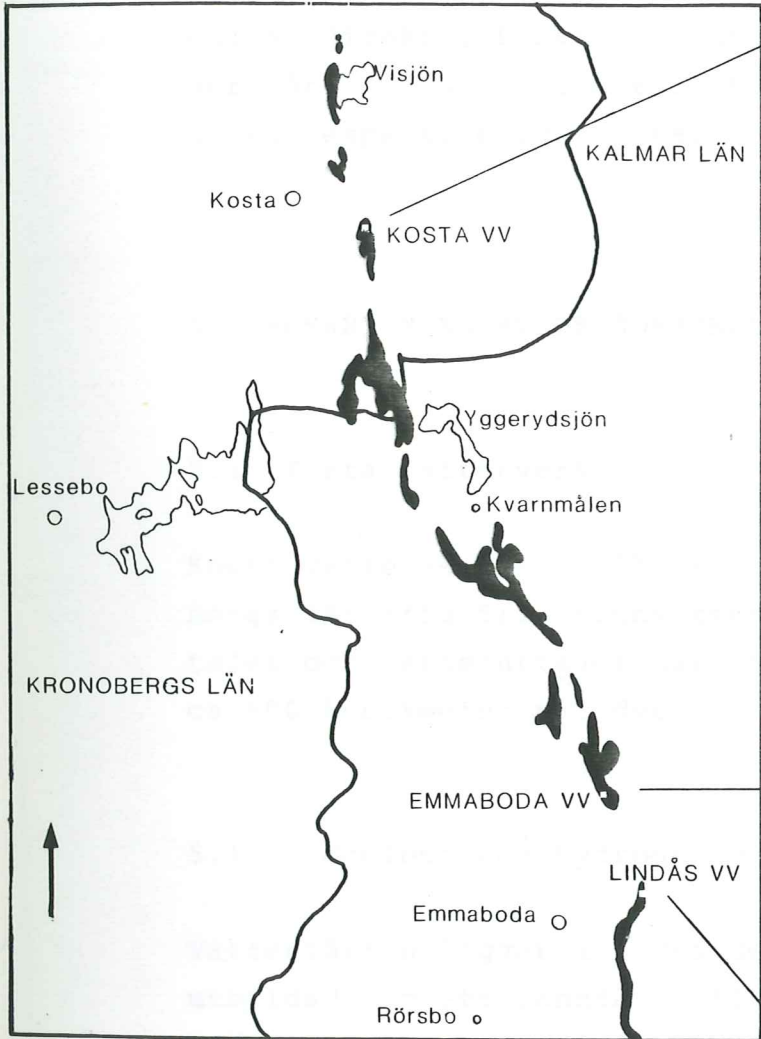 Visjön
KALMAR LÄN
Kosta
KOSTA VV
Yggerydsjön
Lessebo
Kvarnmålen
KRONOBERGS LÄN
EMMABODA VV
LINDÅS VV
Emmaboda
Rörsbo